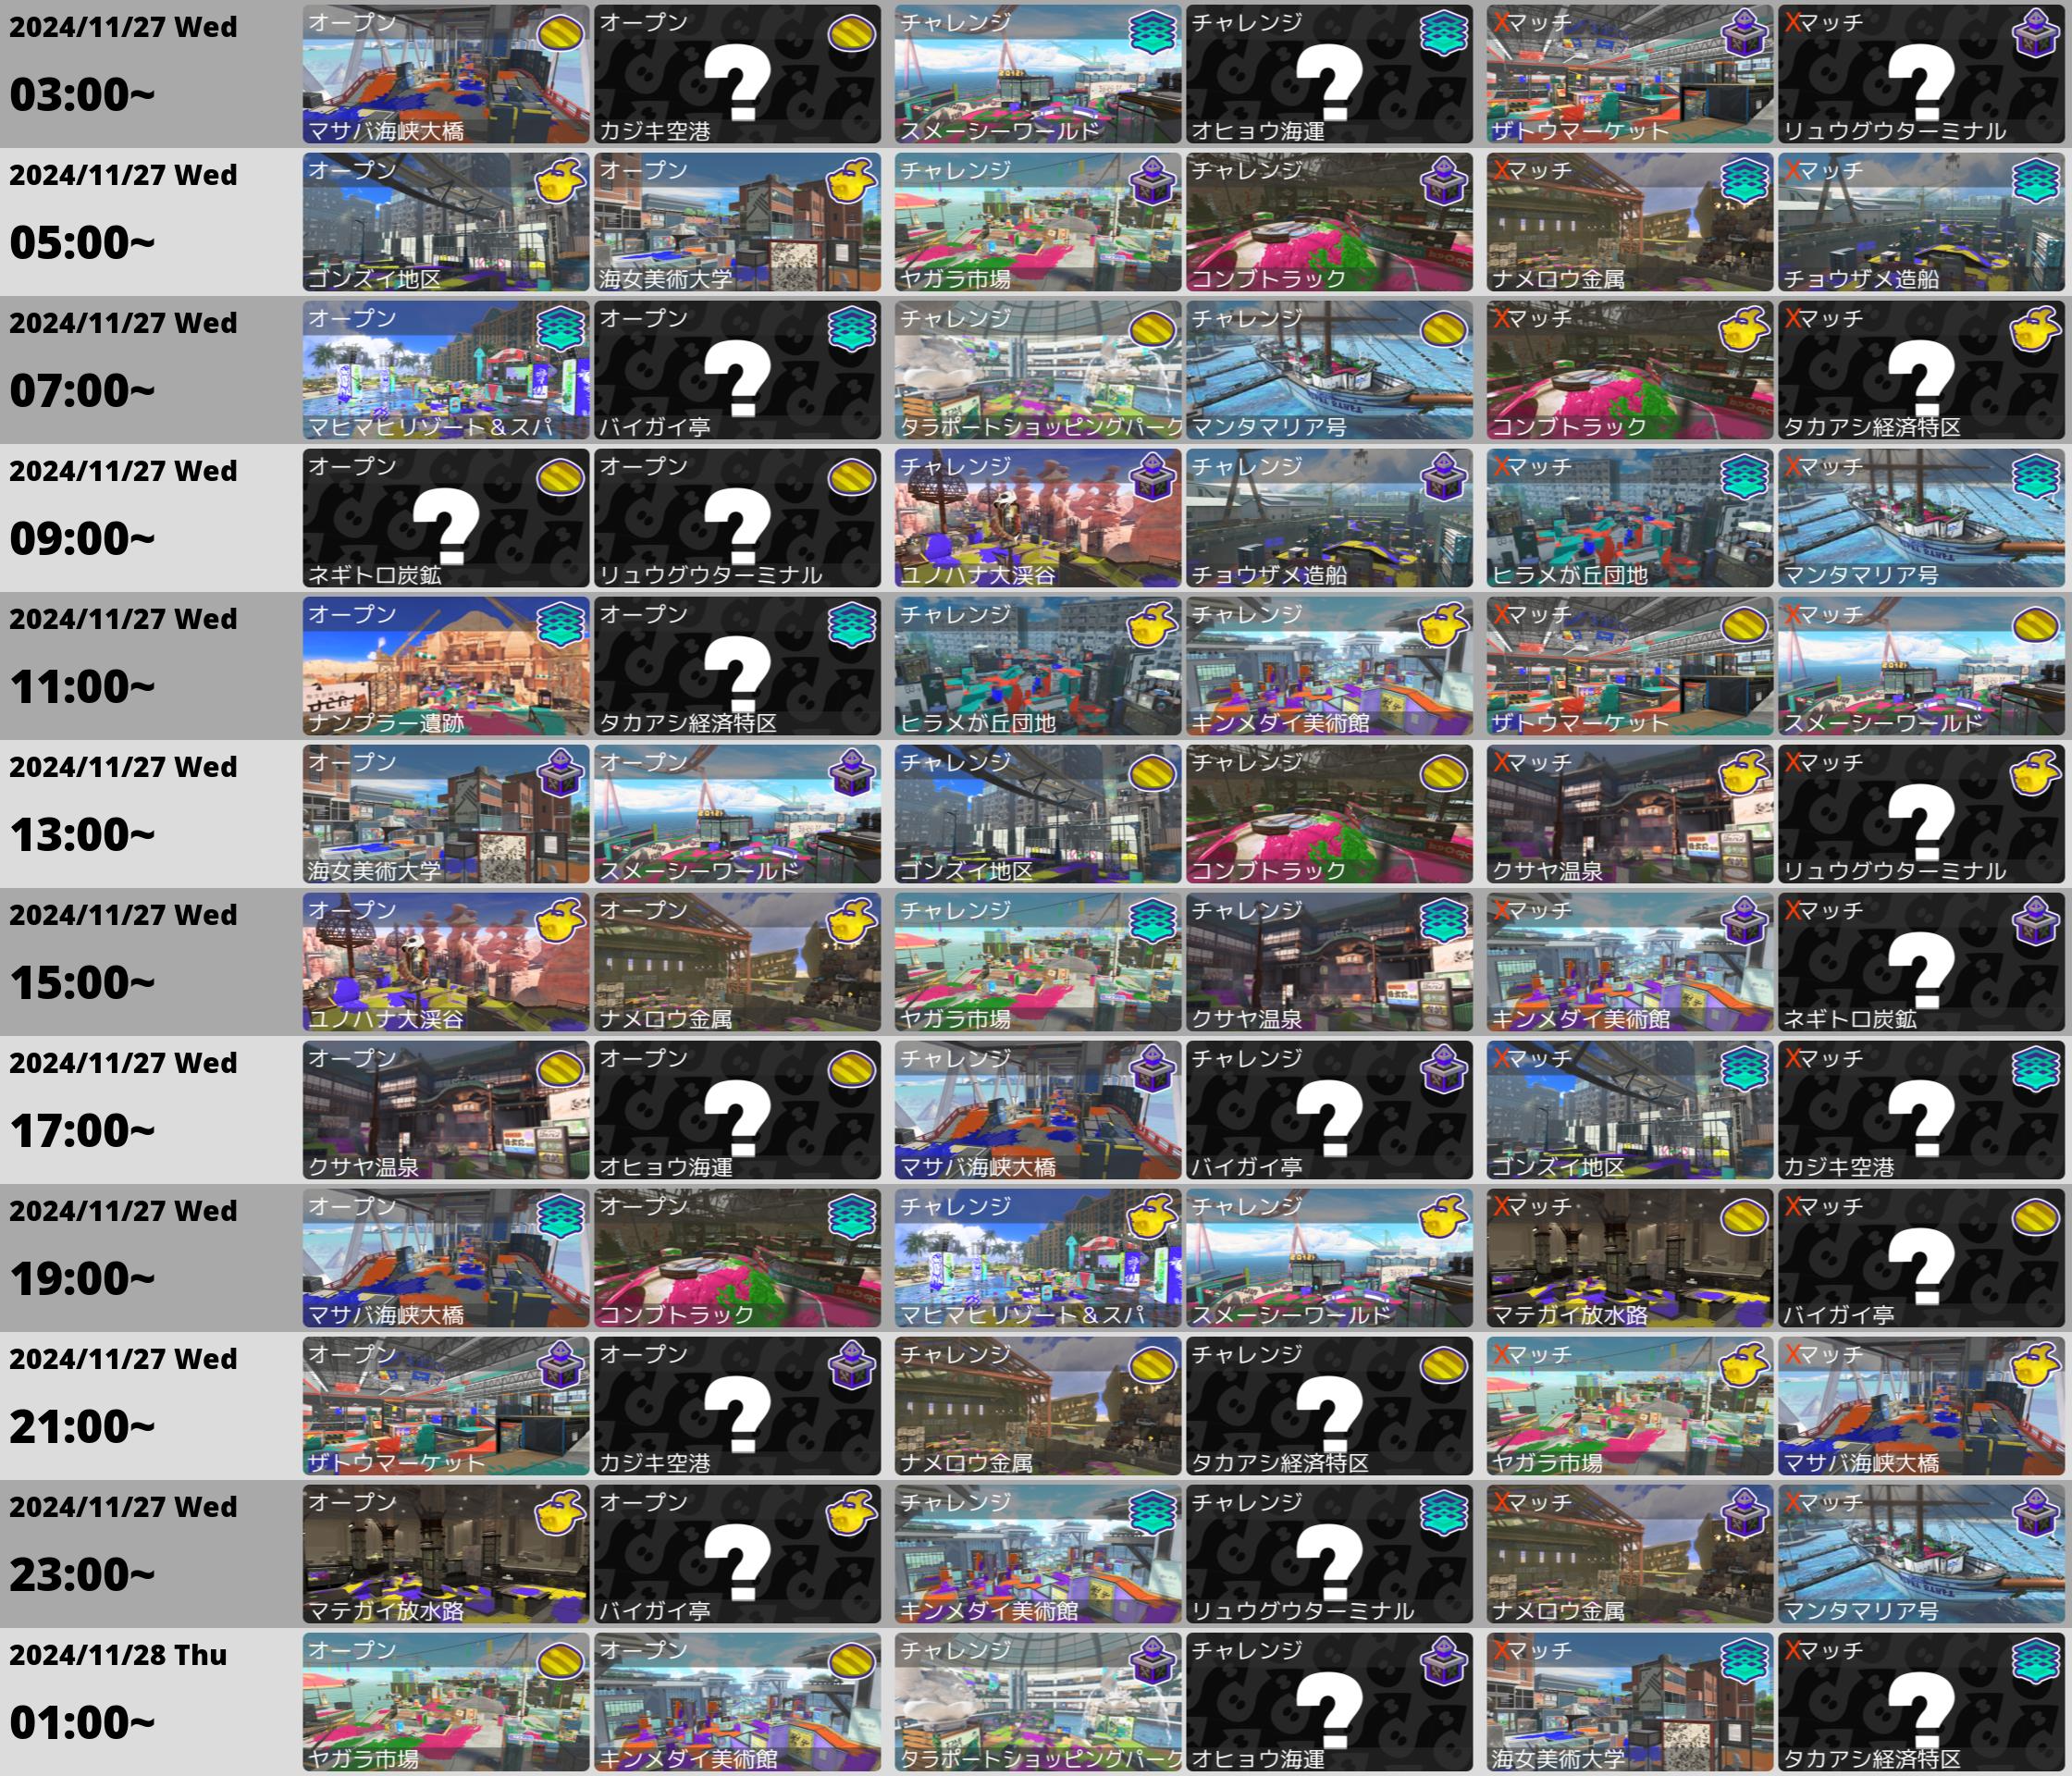 2024/11/27 Wed
03:00~
オープン
マサバ海峡大橋
オープン
カジキ空港
チャレンジ
スメーシーワールド
チャレンジ
オヒョウ海運
Xマッチ
ザトウマーケット
Xマッチ
リュウグウターミナル
2024/11/27 Wed
05:00~
オープン
ゴンズイ地区
オープン
海女美術大学
チャレンジ
ヤガラ市場
チャレンジ
コンブトラック
Xマッチ
ナメロウ金属
Xマッチ
チョウザメ造船
2024/11/27 Wed
07:00~
オープン
マヒマヒリゾート＆スパ
オープン
バイガイ亭
チャレンジ
タラポートショッピングパーク
チャレンジ
マンタマリア号
Xマッチ
コンブトラック
Xマッチ
タカアシ経済特区
2024/11/27 Wed
09:00~
オープン
ネギトロ炭鉱
オープン
リュウグウターミナル
チャレンジ
ユノハナ大渓谷
チャレンジ
チョウザメ造船
Xマッチ
ヒラメが丘団地
Xマッチ
マンタマリア号
2024/11/27 Wed
11:00~
オープン
ナンプラー遺跡
オープン
タカアシ経済特区
チャレンジ
ヒラメが丘団地
チャレンジ
キンメダイ美術館
Xマッチ
ザトウマーケット
Xマッチ
スメーシーワールド
2024/11/27 Wed
13:00~
オープン
海女美術大学
オープン
スメーシーワールド
チャレンジ
ゴンズイ地区
チャレンジ
コンブトラック
Xマッチ
クサヤ温泉
Xマッチ
リュウグウターミナル
2024/11/27 Wed
15:00~
オープン
ユノハナ大渓谷
オープン
ナメロウ金属
チャレンジ
ヤガラ市場
チャレンジ
クサヤ温泉
Xマッチ
キンメダイ美術館
Xマッチ
ネギトロ炭鉱
2024/11/27 Wed
17:00~
オープン
クサヤ温泉
オープン
オヒョウ海運
チャレンジ
マサバ海峡大橋
チャレンジ
バイガイ亭
Xマッチ
ゴンズイ地区
Xマッチ
カジキ空港
2024/11/27 Wed
19:00~
オープン
マサバ海峡大橋
オープン
コンブトラック
チャレンジ
マヒマヒリゾート＆スパ
チャレンジ
スメーシーワールド
Xマッチ
マテガイ放水路
Xマッチ
バイガイ亭
2024/11/27 Wed
21:00~
オープン
ザトウマーケット
オープン
カジキ空港
チャレンジ
ナメロウ金属
チャレンジ
タカアシ経済特区
Xマッチ
ヤガラ市場
Xマッチ
マサバ海峡大橋
2024/11/27 Wed
23:00~
オープン
マテガイ放水路
オープン
バイガイ亭
チャレンジ
キンメダイ美術館
チャレンジ
リュウグウターミナル
Xマッチ
ナメロウ金属
Xマッチ
マンタマリア号
2024/11/28 Thu
01:00~
オープン
ヤガラ市場
オープン
キンメダイ美術館
チャレンジ
タラポートショッピングパーク
チャレンジ
オヒョウ海運
Xマッチ
海女美術大学
Xマッチ
タカアシ経済特区